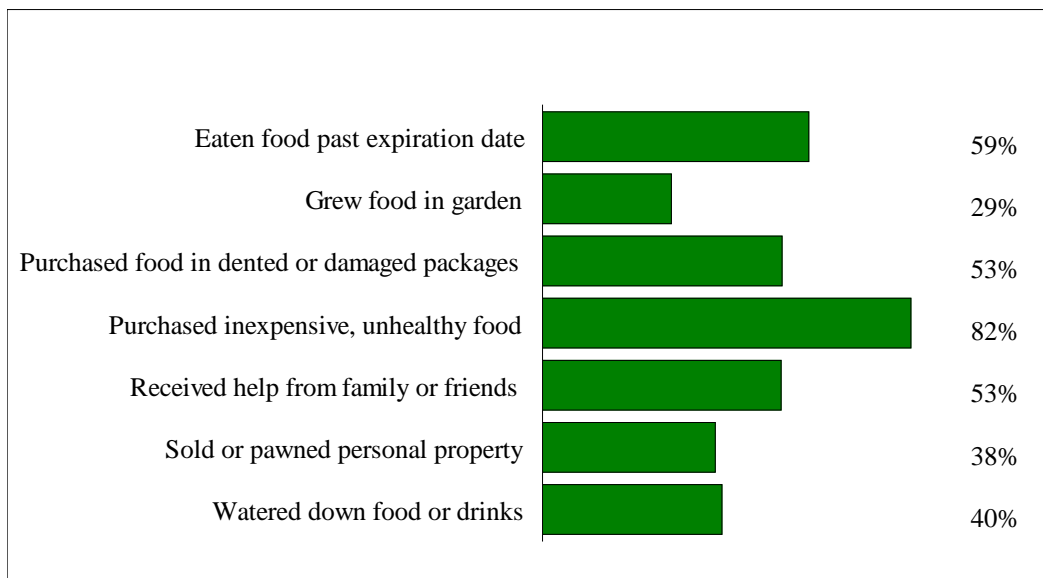 Eaten food past expiration date 59%
Grew food in garden 29%
Purchased food in dented or damaged packages 53%
Purchased inexpensive, unhealthy food 82%
Received help from family or friends 53%
Sold or pawned personal property 38%
Watered down food or drinks 40%